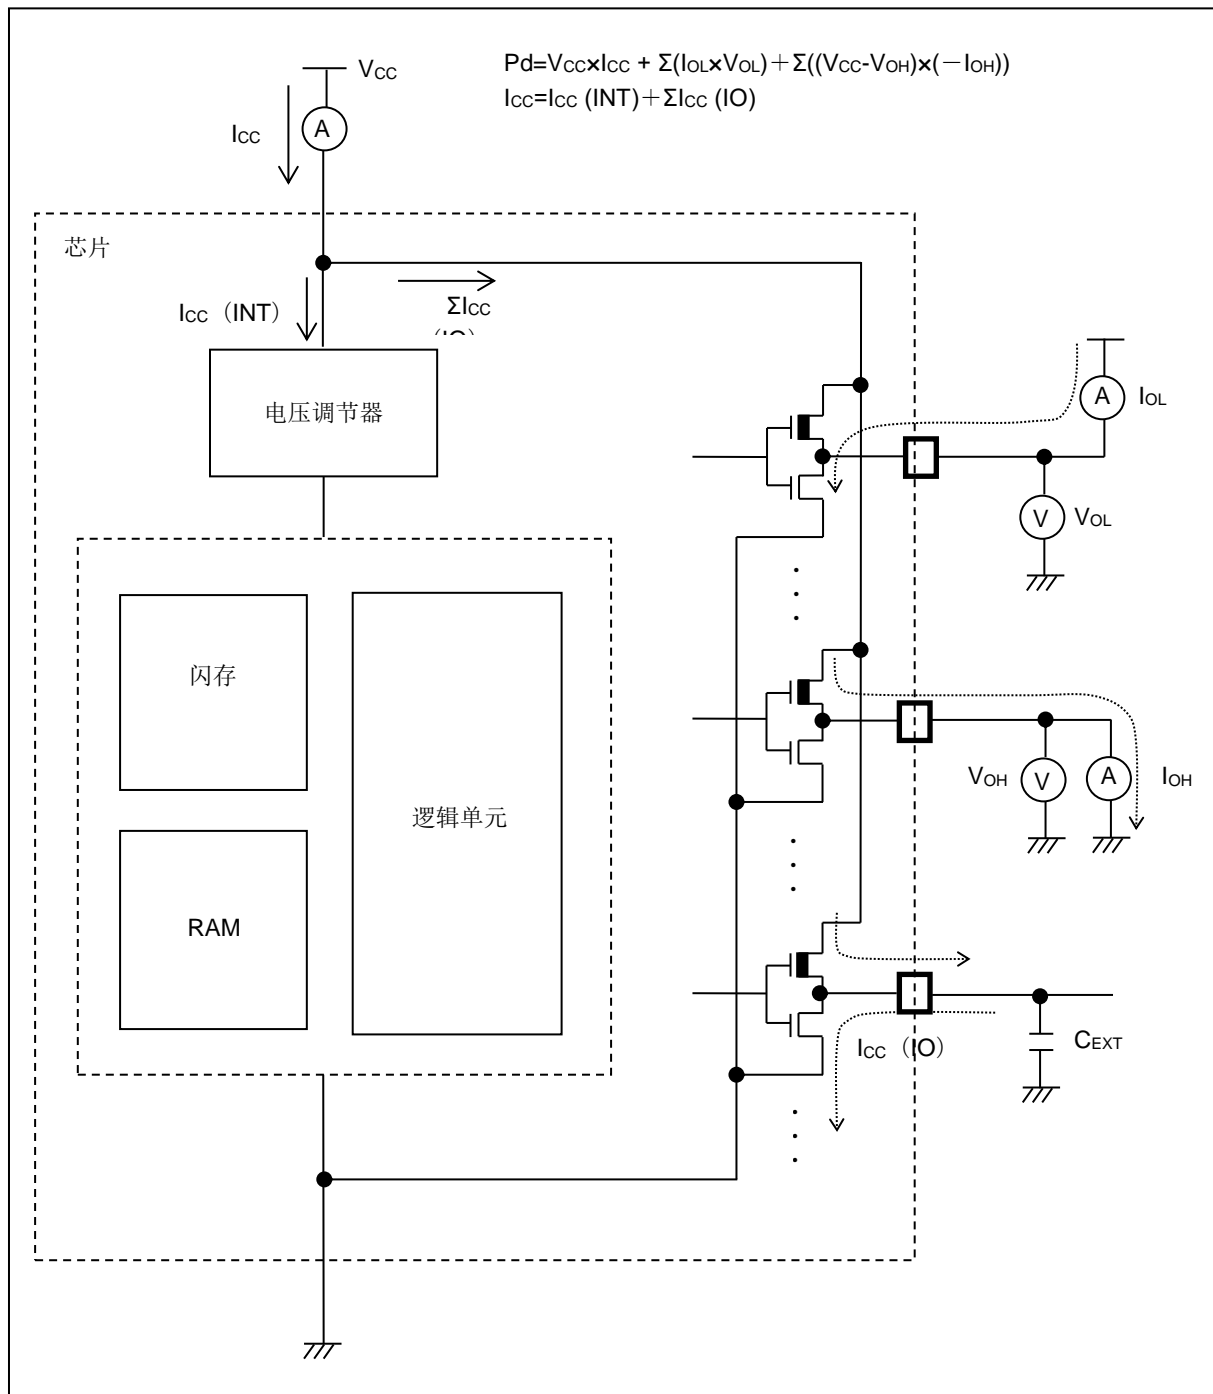 Pd=VCC×ICC + Σ(IOL×VOL)＋Σ((VCC-VOH)×(－IOH))
ICC=ICC (INT)＋ΣICC (IO)
VCC
A
ICC
芯片
ICC（INT）
ΣICC
电压调节器
A
IOL
V
VOL
闪存
逻辑单元
VOH
V
A
IOH
RAM
ICC（IO）
CEXT